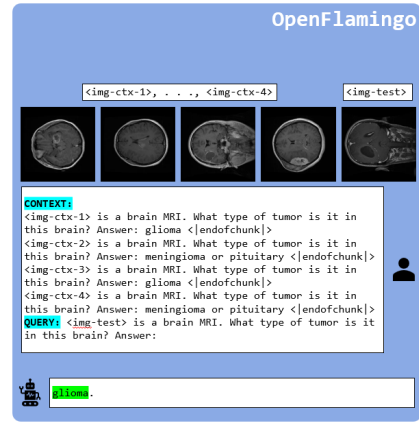 OpenFlamingo
<img-ctx-1>, . . ., <img-ctx-4>
<img-test>
CONTEXT:
<img-ctx-1> is a brain MRI. What type of tumor is it in
this brain? Answer: glioma <|endofchunk|>
<img-ctx-2> is a brain MRI. What type of tumor is it in
this brain? Answer: meningioma or pituitary <|endofchunk|>
<img-ctx-3> is a brain MRI. What type of tumor is it in
this brain? Answer: glioma <|endofchunk|>
<img-ctx-4> is a brain MRI. What type of tumor is it in
this brain? Answer: meningioma or pituitary <|endofchunk|>
QUERY: <img-test> is a brain MRI. What type of tumor is it
in this brain? Answer:
glioma.